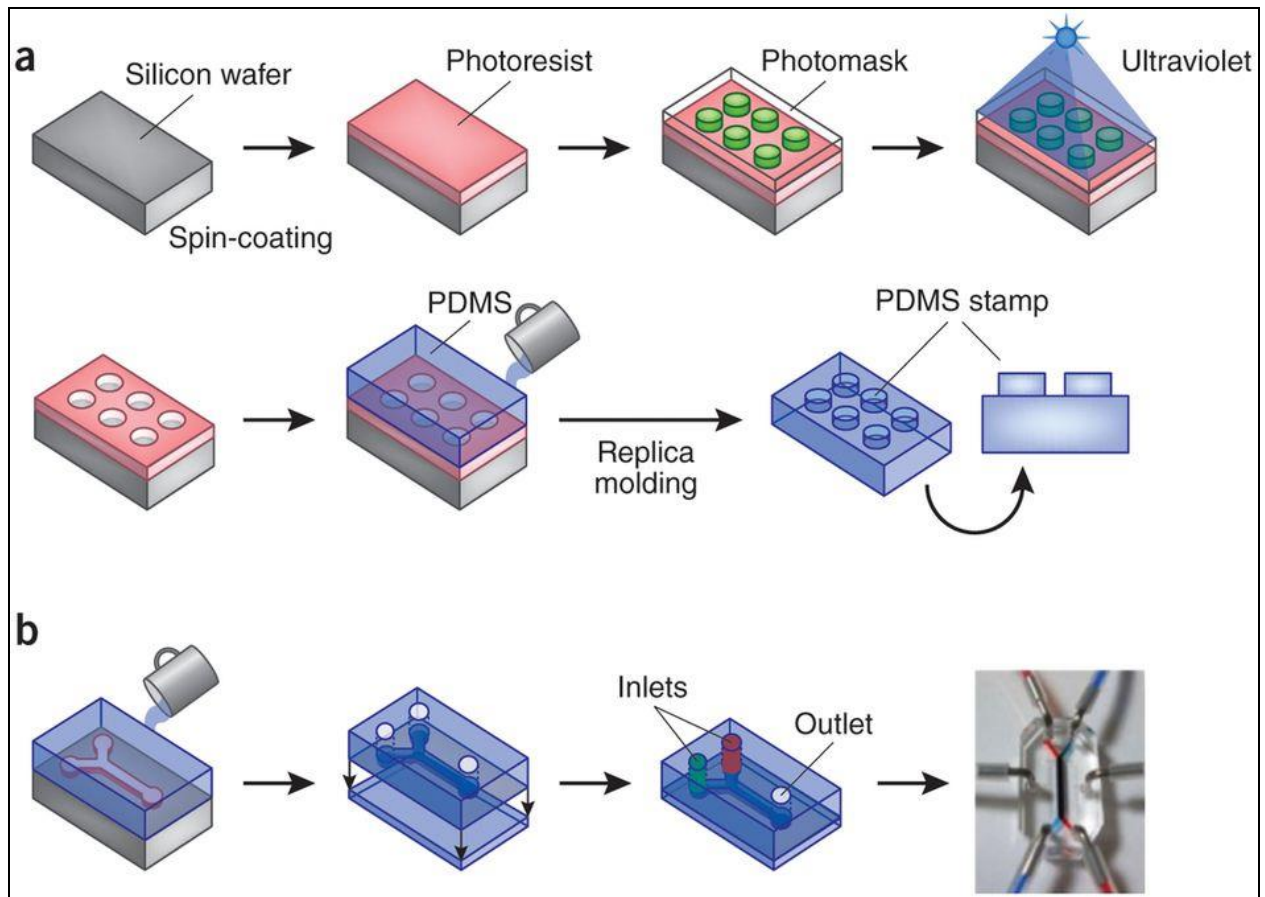 a
Silicon wafer
Photoresist
Photomask
Ultraviolet
Spin-coating
PDMS
PDMS stamp
Replica
molding
b
Inlets
Outlet